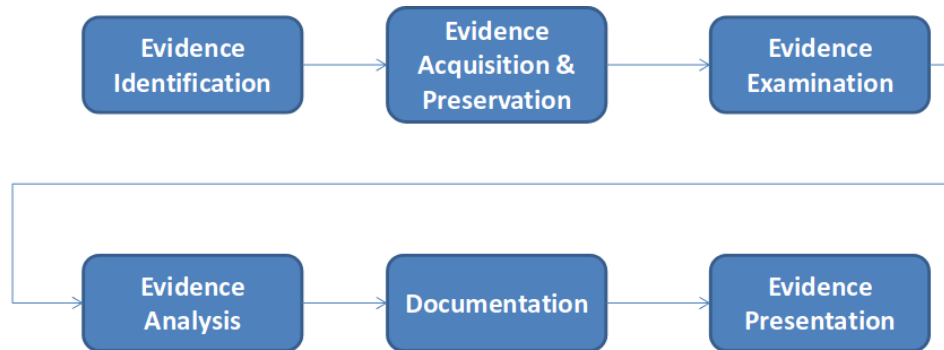 Evidence
Identification
Evidence
Acquisition &
Preservation
Evidence
Examination
Evidence
Analysis
Documentation
Evidence
Presentation